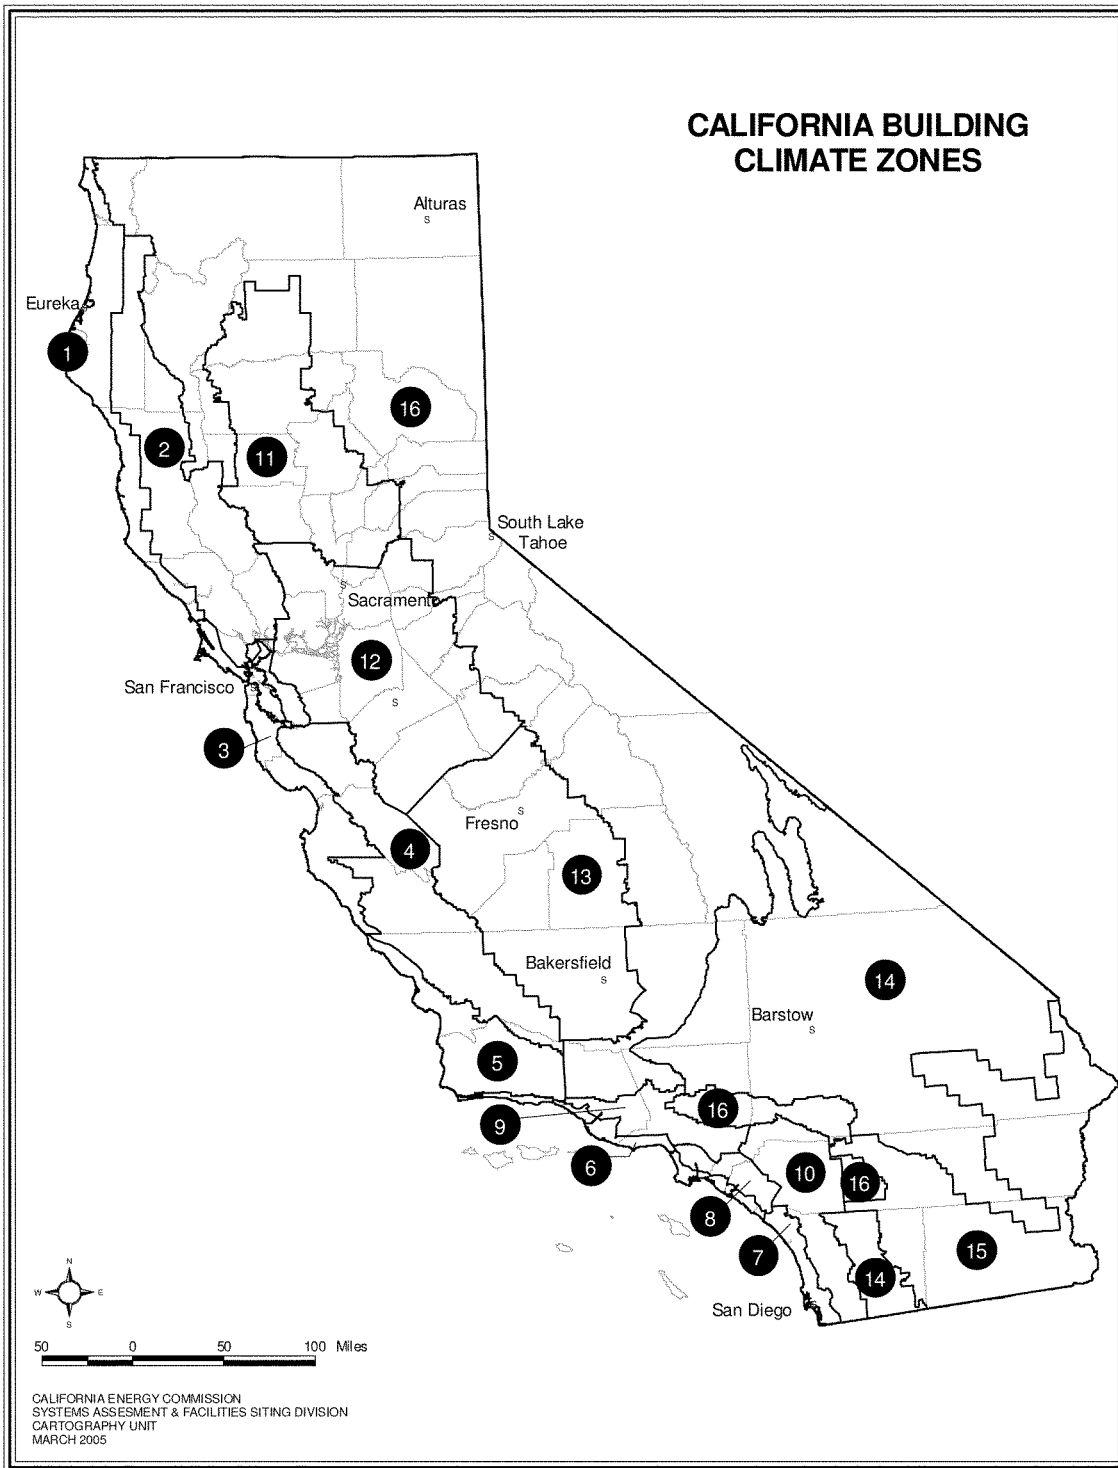 CALIFORNIA BUILDING
CLIMATE ZONES
Alturas
S
Eureka
1
16
2
11
South Lake
Tahoe
S
S
Sacramento
12
San Francisco
S
S
3
Fresno
S
4
13
Bakersfield
S
14
Barstow
S
5
16
9
6
10
16
8
7
15
14
San Diego
S
N
W
E
S
50
0
50
100 Miles
CALIFORNIA ENERGY COMMISSION
SYSTEMS ASSESMENT & FACILITIES SITING DIVISION
CARTOGRAPHY UNIT
MARCH 2005